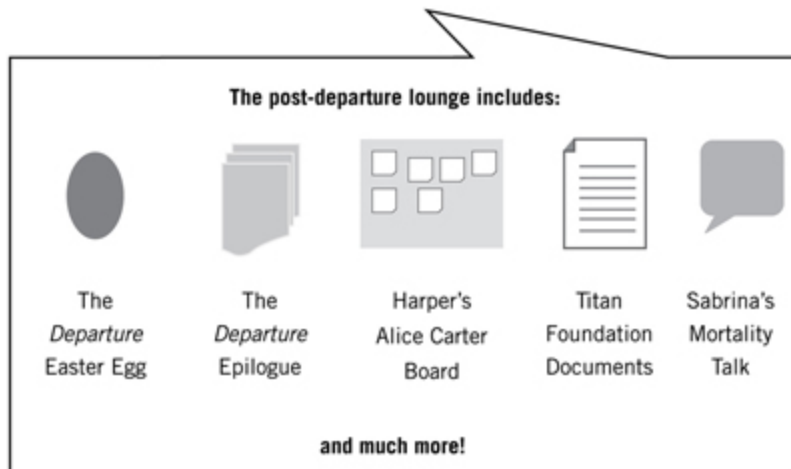 The post-departure lounge includes:
The
Departure
Easter Egg
The
Departure
Epilogue
Harper's
Alice Carter
Board
Titan
Foundation
Documents
Sabrina's
Mortality
Talk
and much more!